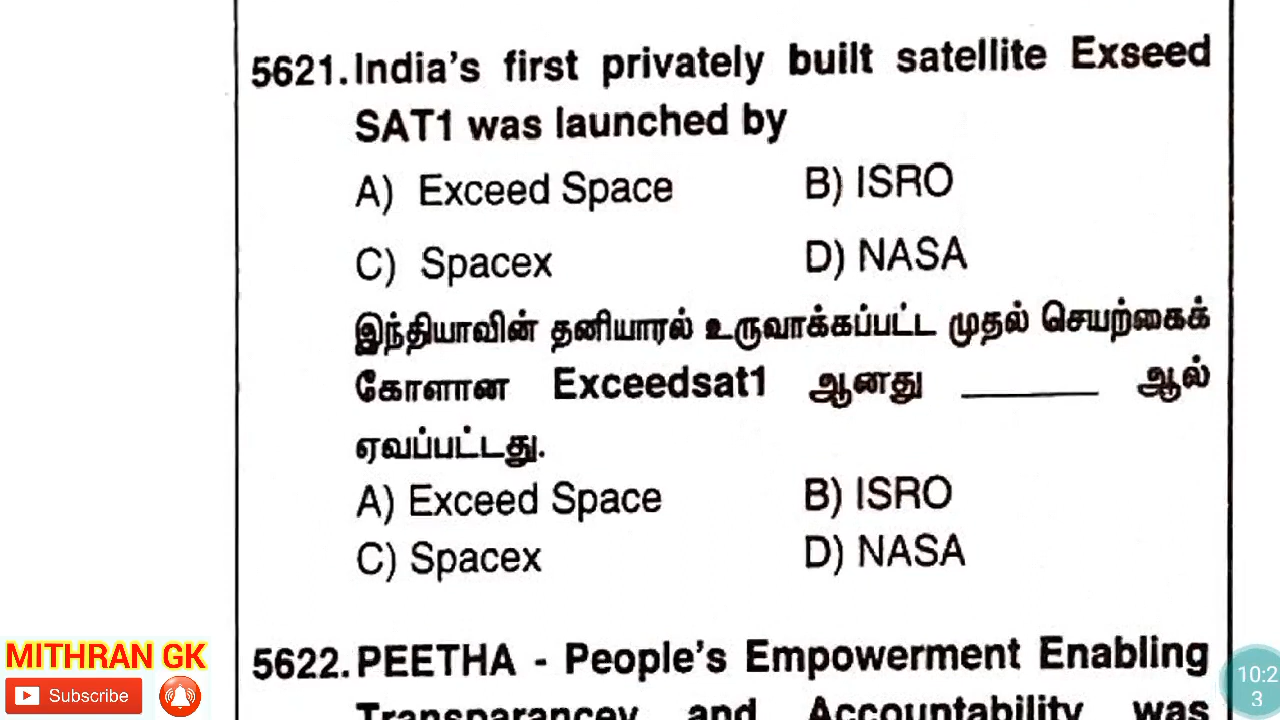 5621. India's first privately built satellite Exseed
SAT1 was launched by
A) Exceed Space B) ISRO
C) Spacex D) NASA
இந்தியாவின் தனியாரல் உருவாக்கப்பட்ட முதல் செயற்கைக்
கோளான Exceedsat1 ஆனது ______ ஆல்
ஏவப்பட்டது.
A) Exceed Space B) ISRO
C) Spacex D) NASA
5622. PEETHA - People's Empowerment Enabling
Transparancey and Accountability was
MITHRAN GK
Subscribe
10:2
3